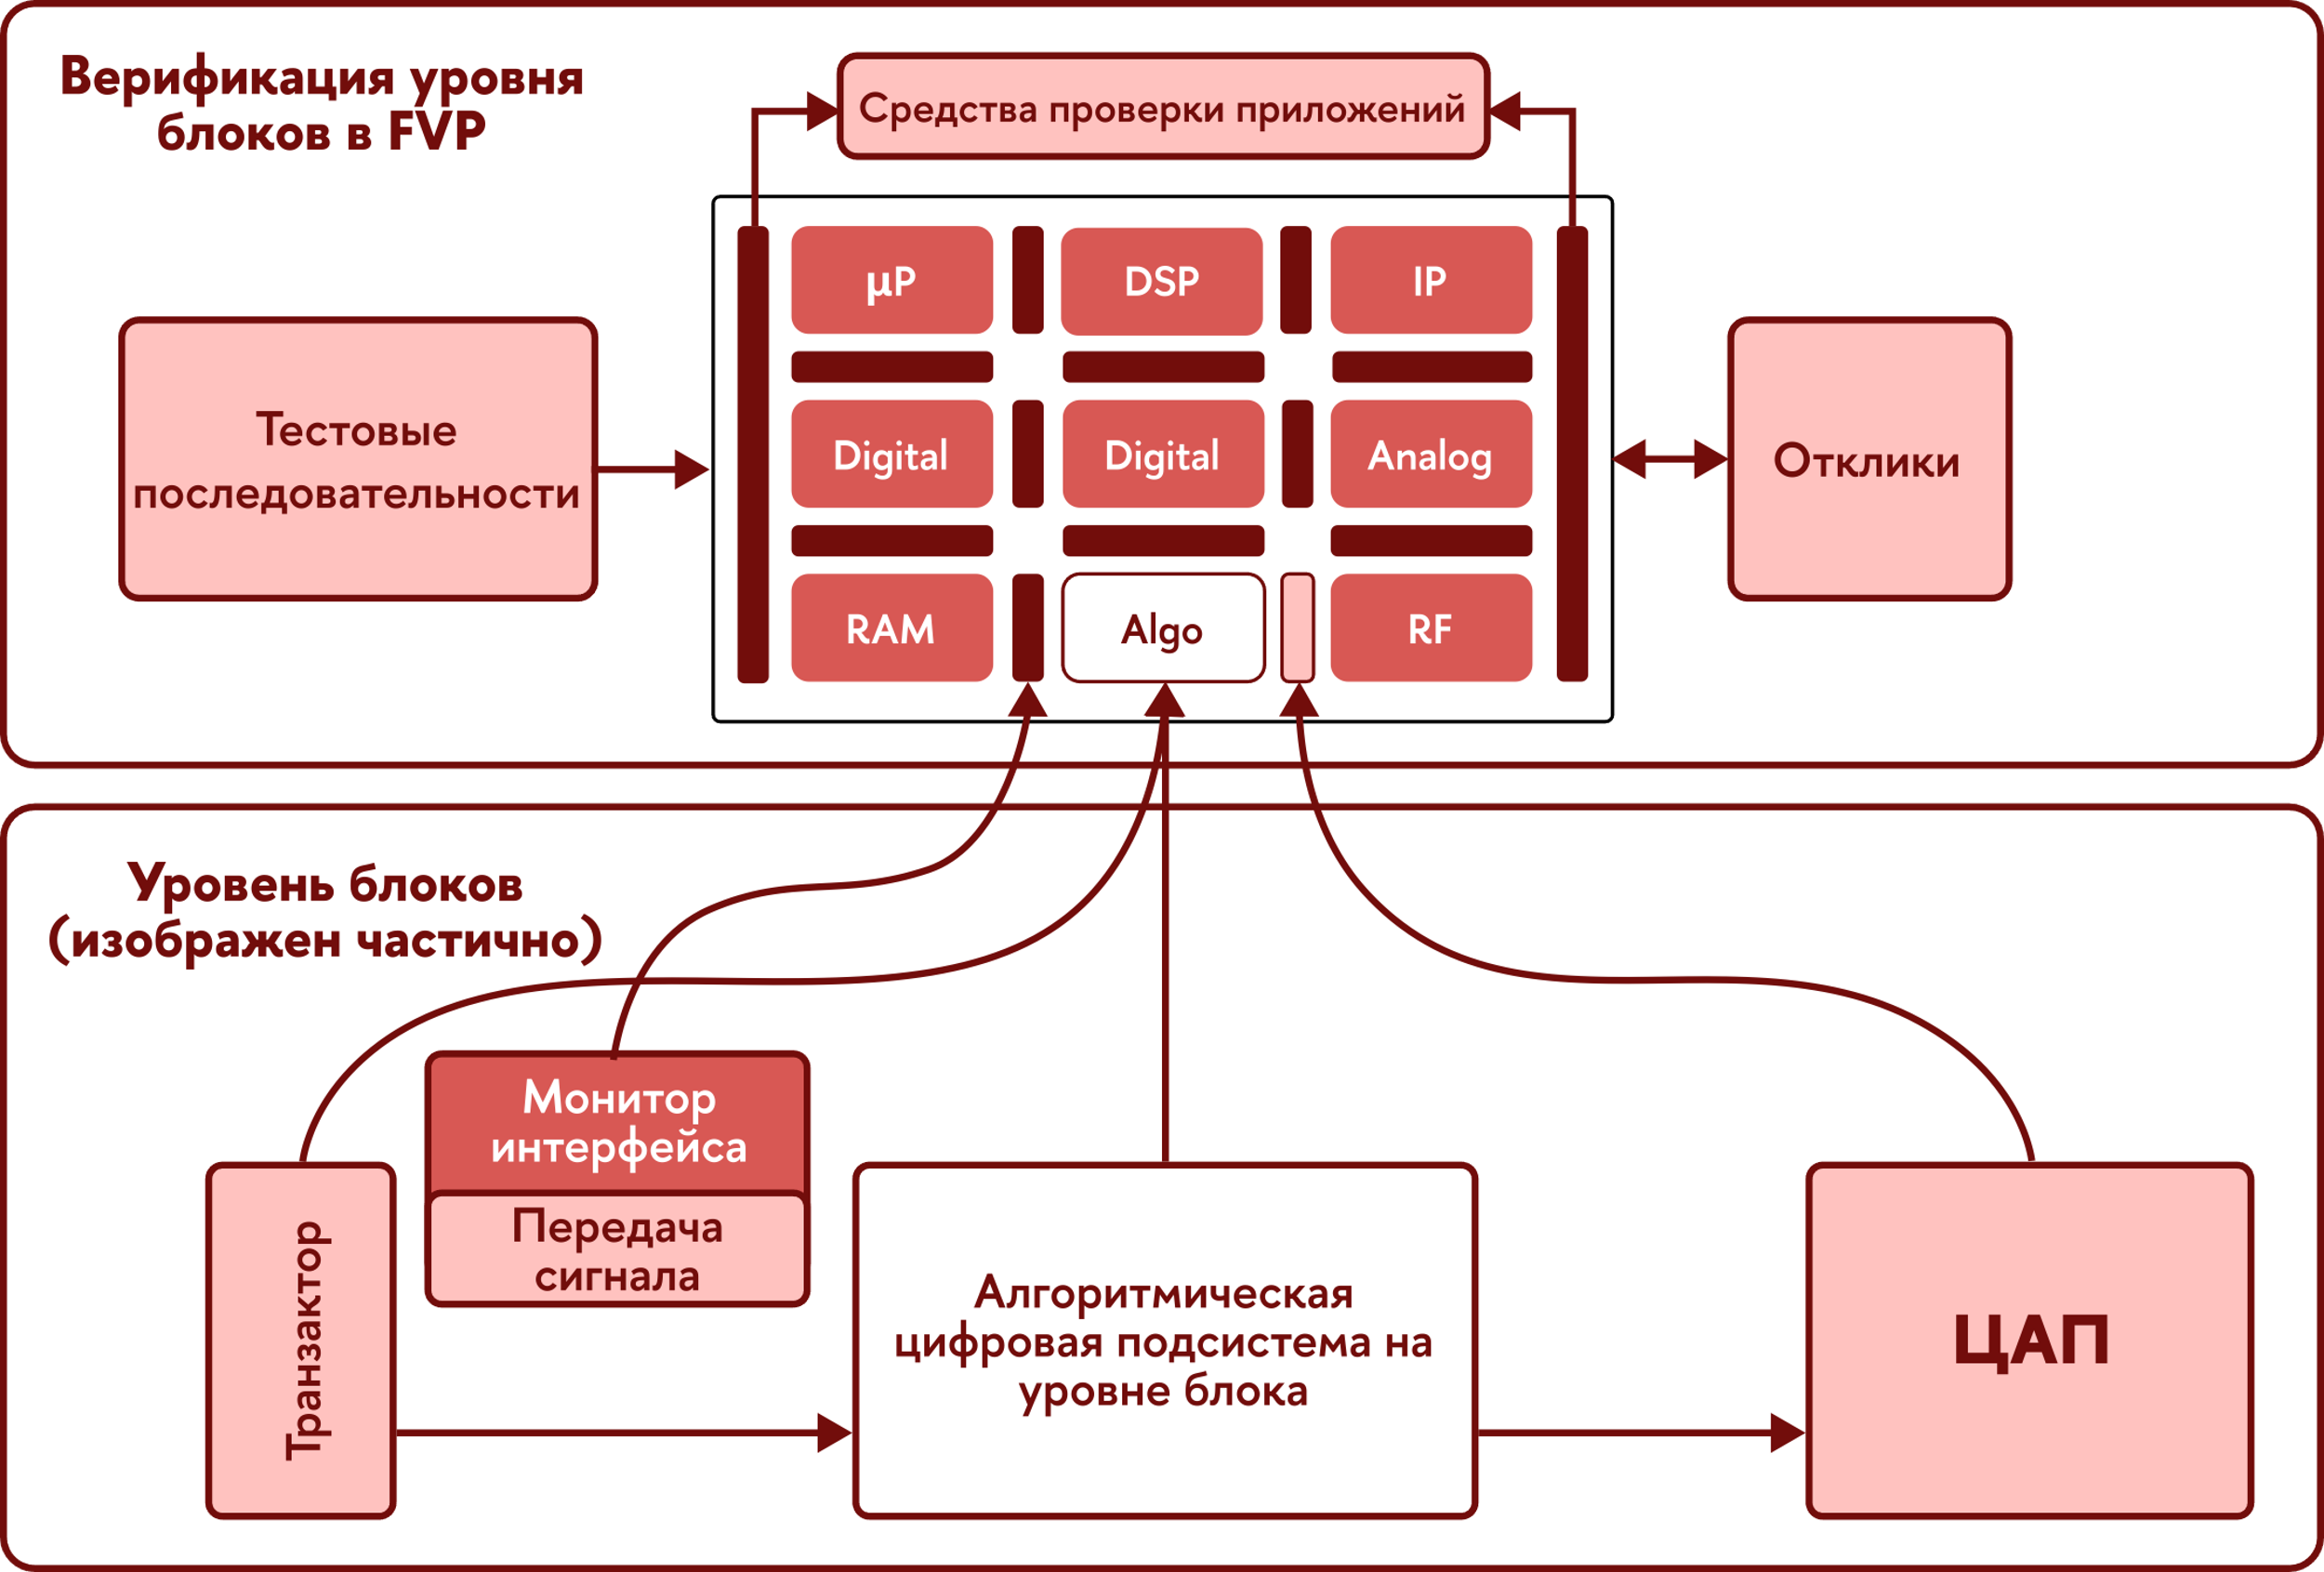 Верификация уровня
блоков в FVP
Средства проверки приложений
µP
DSP
IP
Тестовые
последовательности
Digital
Digital
Analog
Отклики
RAM
Algo
RF
Уровень блоков
(изображен частично)
Монитор
интерфейса
Передача
сигнала
Транзактор
Алгоритмическая
цифровая подсистема на
уровне блока
ЦАП